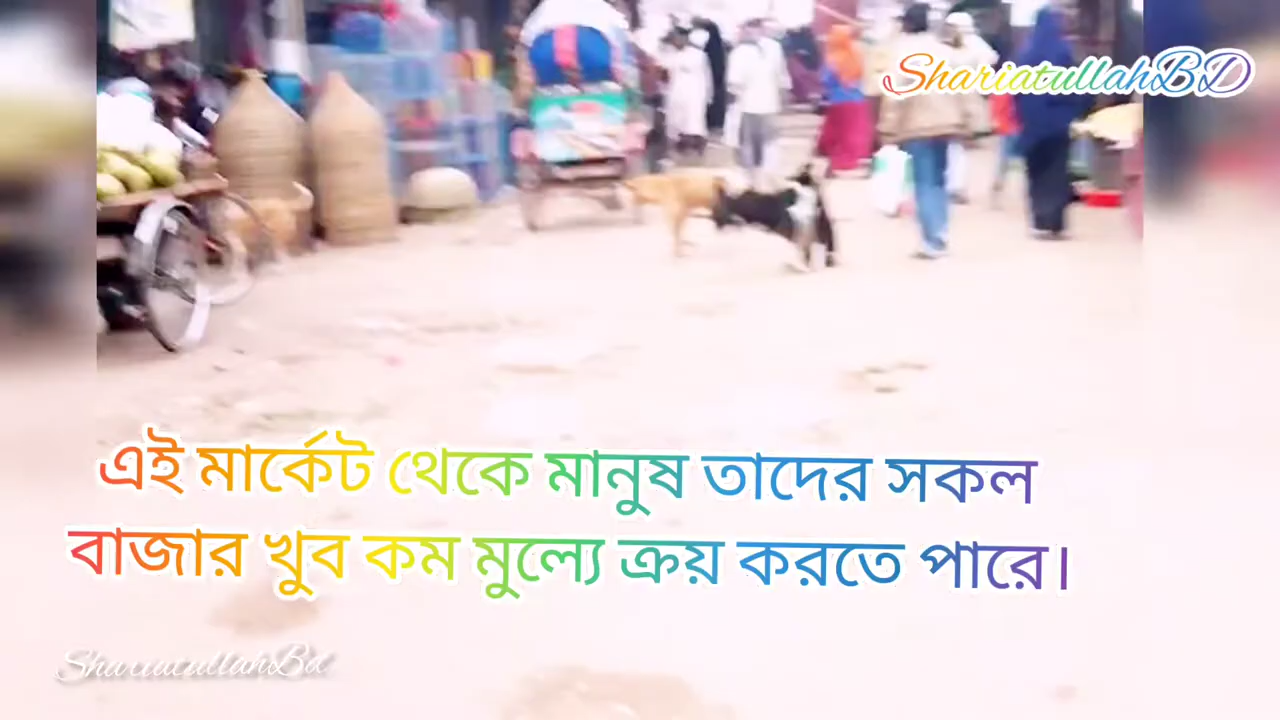 ShariatullahBD
এই মার্কেট থেকে মানুষ তাদের সকল
বাজার খুব কম মুল্যে ক্রয় করতে পারে।
ShariatullahBd